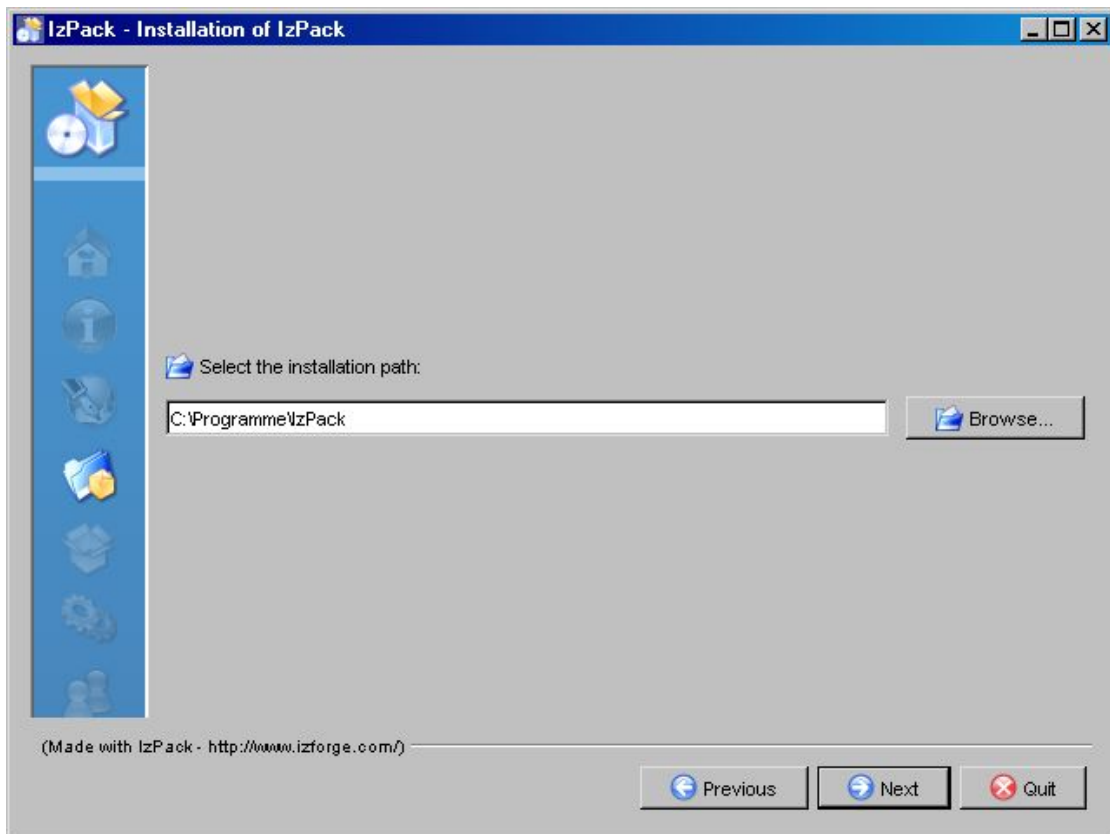 IzPack - Installation of IzPack
Select the installation path:
C:\Programme\IzPack
Browse...
(Made with IzPack - http://www.izforge.com/)
Previous
Next
Quit